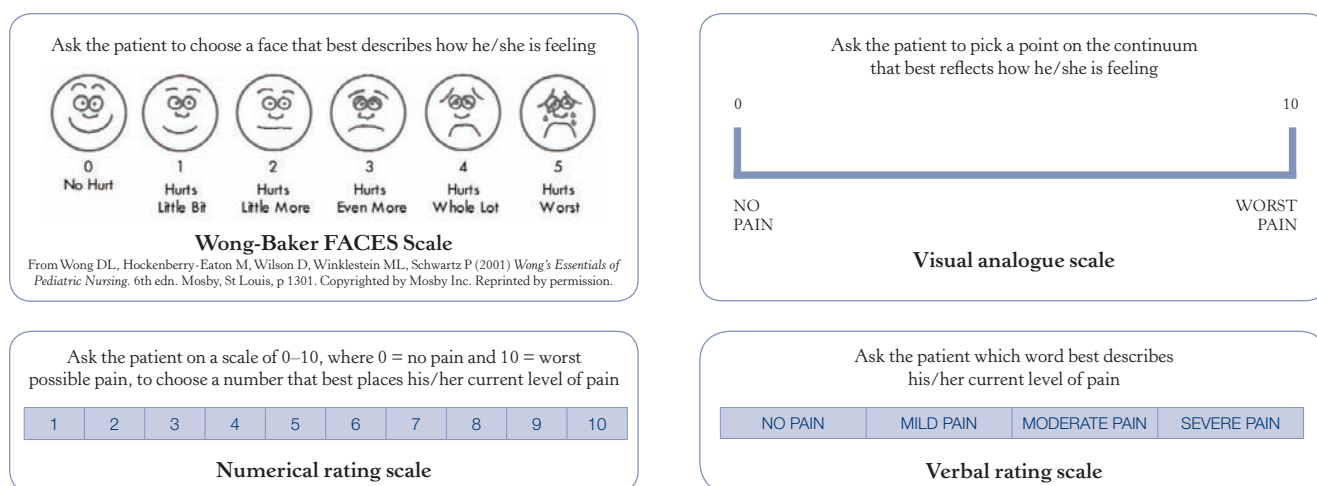 Ask the patient to choose a face that best describes how he/she is feeling
0 1 2 3 4 5
No Hurt Hurts Hurts Hurts Hurts Hurts
Little Bit Little More Even More Whole Lot Worst
Wong-Baker FACES Scale
From Wong DL, Hockenberry-Eaton M, Wilson D, Winklestein ML, Schwartz P (2001) Wong's Essentials of
Pediatric Nursing. 6th edn. Mosby, St Louis, p 1301. Copyrighted by Mosby Inc. Reprinted by permission.
Ask the patient to pick a point on the continuum
that best reflects how he/she is feeling
0 10
NO WORST
PAIN PAIN
Visual analogue scale
Ask the patient on a scale of 0–10, where 0 = no pain and 10 = worst
possible pain, to choose a number that best places his/her current level of pain
1 2 3 4 5 6 7 8 9 10
Numerical rating scale
Ask the patient which word best describes
his/her current level of pain
NO PAIN MILD PAIN MODERATE PAIN SEVERE PAIN
Verbal rating scale